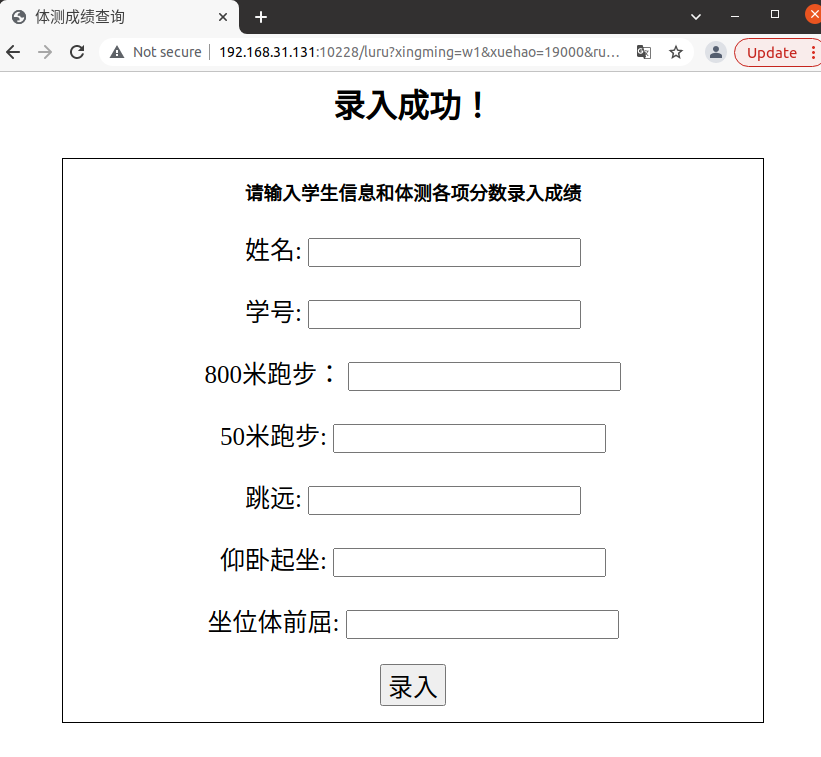 体测成绩查询
Not secure 192.168.31.131:10228/luru?xingming=w1&xuehao=19000&ru... Update
录入成功！
请输入学生信息和体测各项分数录入成绩
姓名:
学号:
800米跑步：
50米跑步:
跳远:
仰卧起坐:
坐位体前屈:
录入